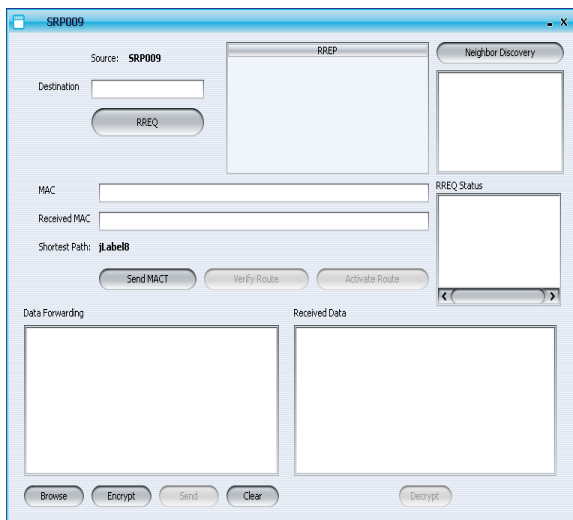 SRP009
Source: SRP009
RREP
Neighbor Discovery
Destination
RREQ
MAC
RREQ Status
Received MAC
Shortest Path: jLabel8
Send MACT
Verify Route
Activate Route
Data Forwarding
Received Data
Browse
Encrypt
Send
Clear
Decrypt